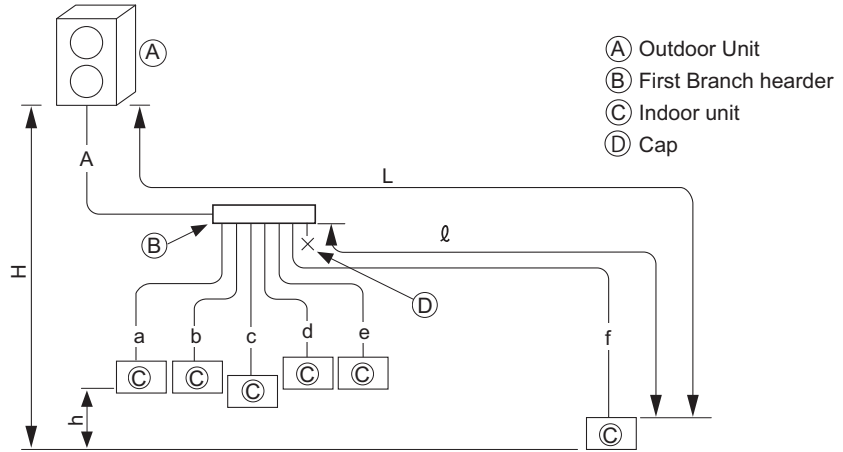 Ⓐ
Ⓐ Outdoor Unit
Ⓑ First Branch hearder
Ⓒ Indoor unit
Ⓓ Cap
A
L
Ⓑ
ℓ
H
Ⓓ
a
b
c
d
e
f
Ⓒ
Ⓒ
Ⓒ
Ⓒ
Ⓒ
h
Ⓒ